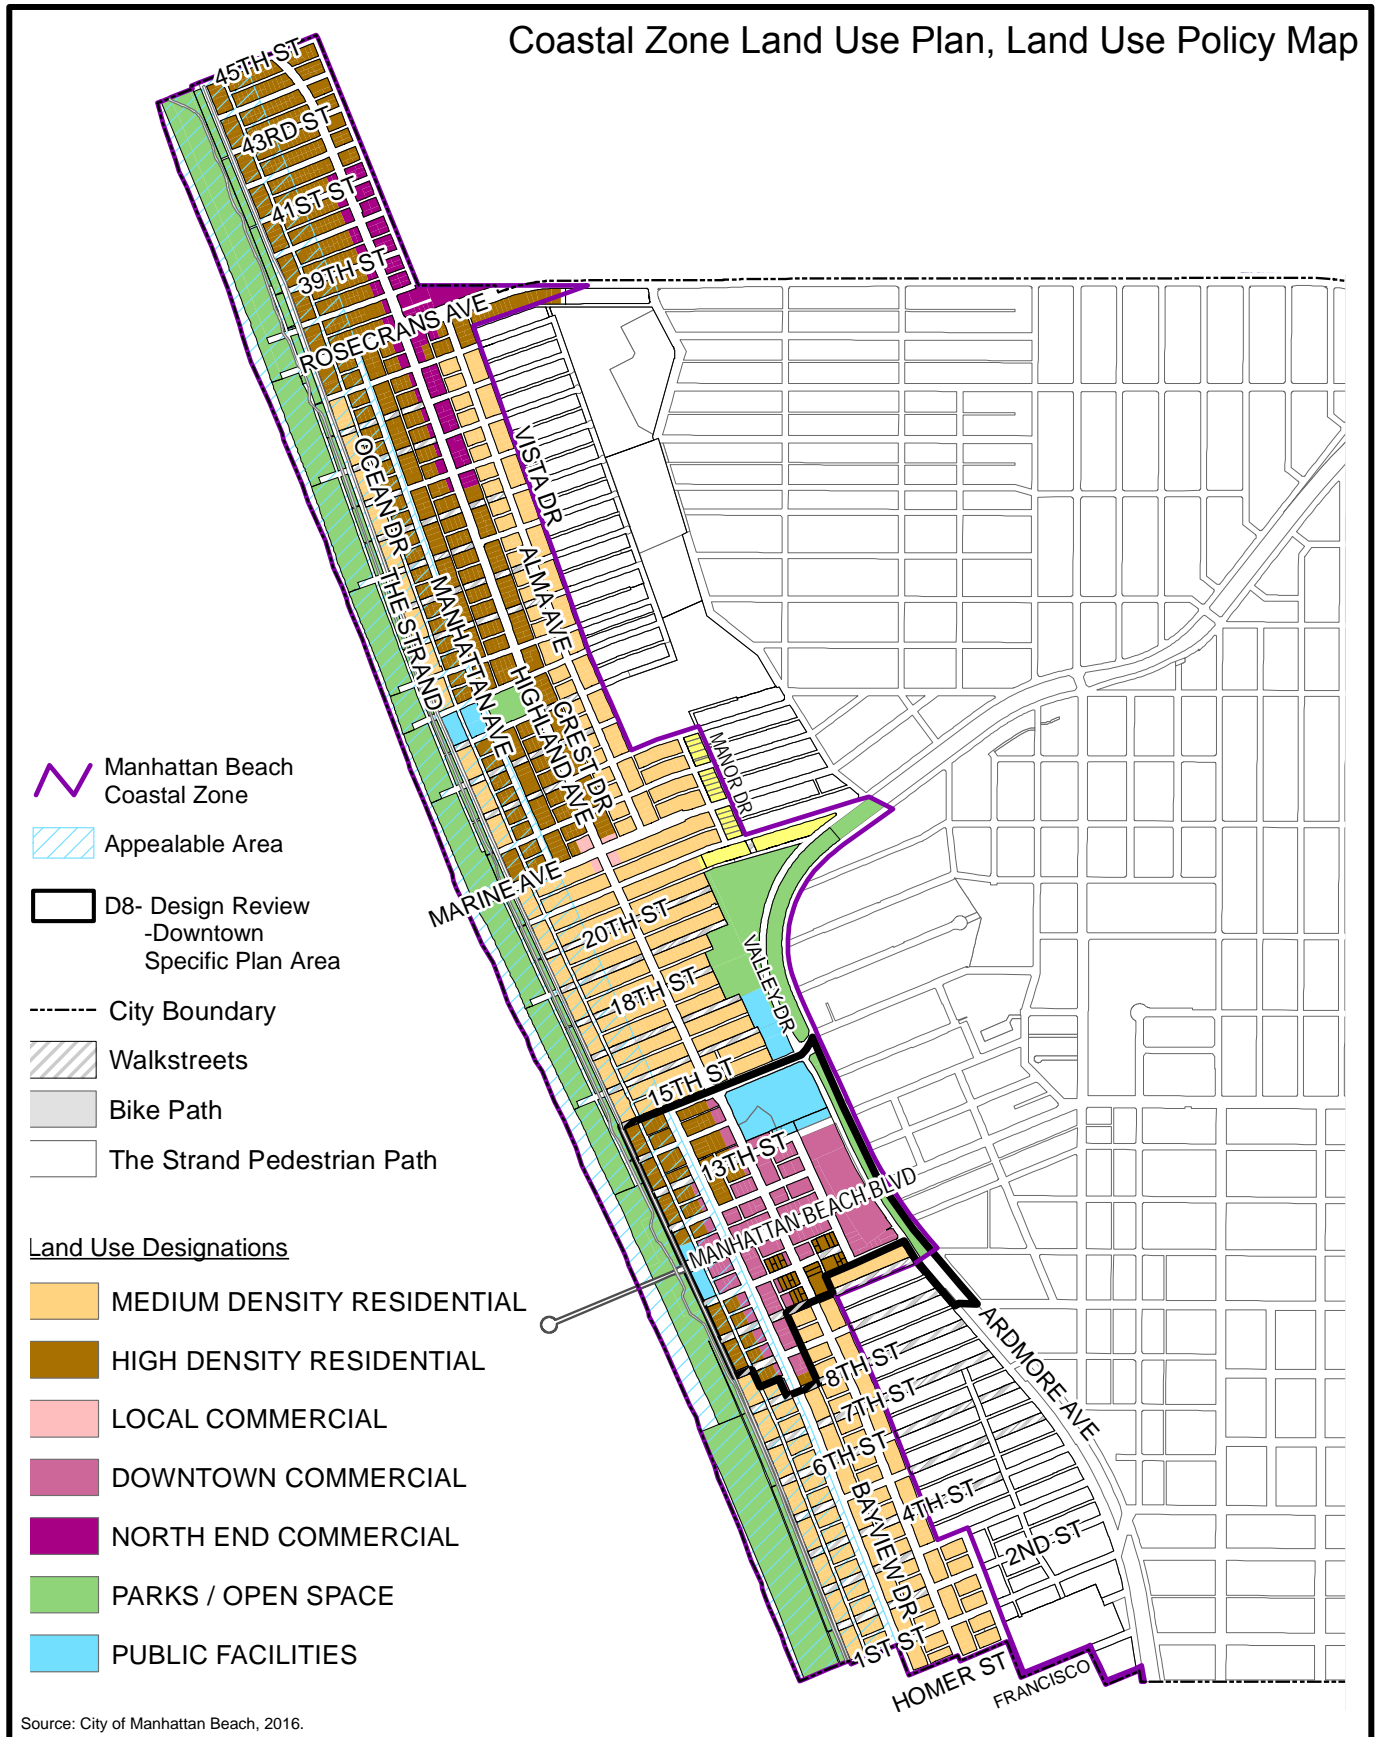 Coastal Zone Land Use Plan, Land Use Policy Map
45TH ST
43RD ST
41ST ST
39TH ST
ROSECRANS AVE
VISTA DR
OCEAN DR
THE STRAND
MANHATTAN AVE
ALMA AVE
HIGHLAND AVE
CREST DR
MANOR DR
MARINE AVE
20TH ST
VALLEY DR
18TH ST
15TH ST
13TH ST
MANHATTAN BEACH BLVD
ARDMORE AVE
8TH ST
7TH ST
6TH ST
4TH ST
BAYVIEW DR
2ND ST
1ST ST
HOMER ST
FRANCISCO
Manhattan Beach
Coastal Zone
Appealable Area
D8- Design Review
-Downtown
Specific Plan Area
City Boundary
Walkstreets
Bike Path
The Strand Pedestrian Path
Land Use Designations
MEDIUM DENSITY RESIDENTIAL
HIGH DENSITY RESIDENTIAL
LOCAL COMMERCIAL
DOWNTOWN COMMERCIAL
NORTH END COMMERCIAL
PARKS / OPEN SPACE
PUBLIC FACILITIES
Source: City of Manhattan Beach, 2016.